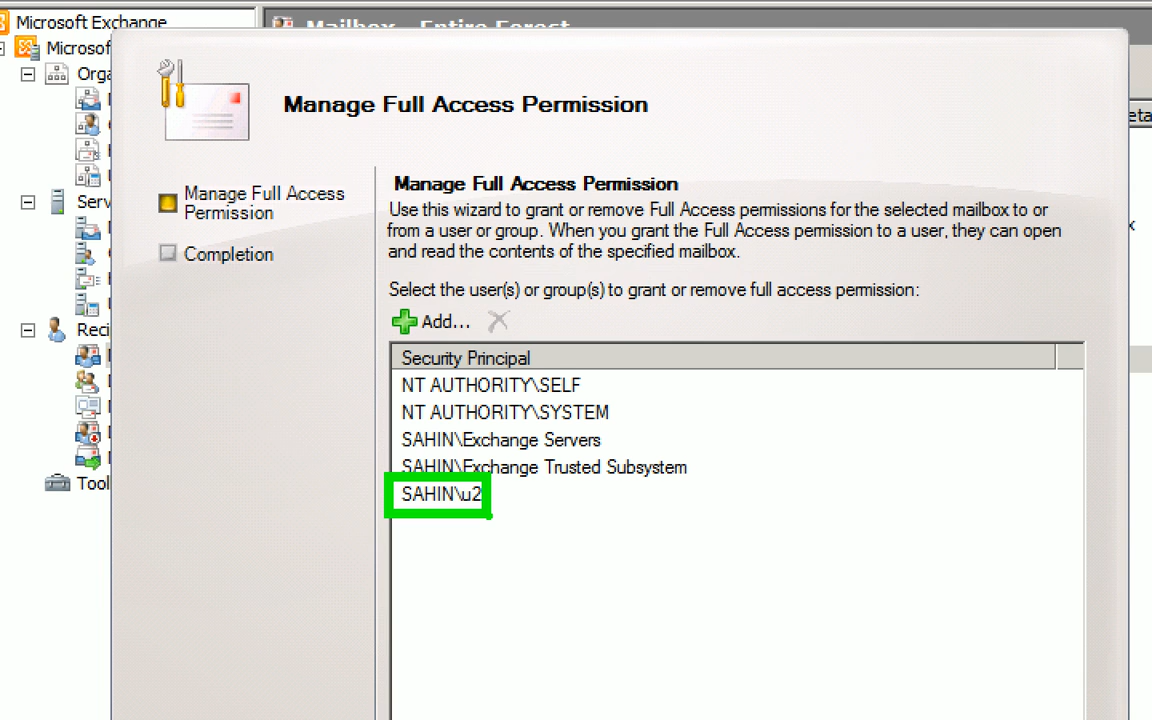 Microsoft Exchange
Mailbox - Entire Forest
Microsof
Orga
Serv
Reci
Tool
Manage Full Access Permission
Manage Full Access
Permission
Completion
Manage Full Access Permission
Use this wizard to grant or remove Full Access permissions for the selected mailbox to or
from a user or group. When you grant the Full Access permission to a user, they can open
and read the contents of the specified mailbox.
Select the user(s) or group(s) to grant or remove full access permission:
Add...
Security Principal
NT AUTHORITY\SELF
NT AUTHORITY\SYSTEM
SAHIN\Exchange Servers
SAHIN\Exchange Trusted Subsystem
SAHIN\u2